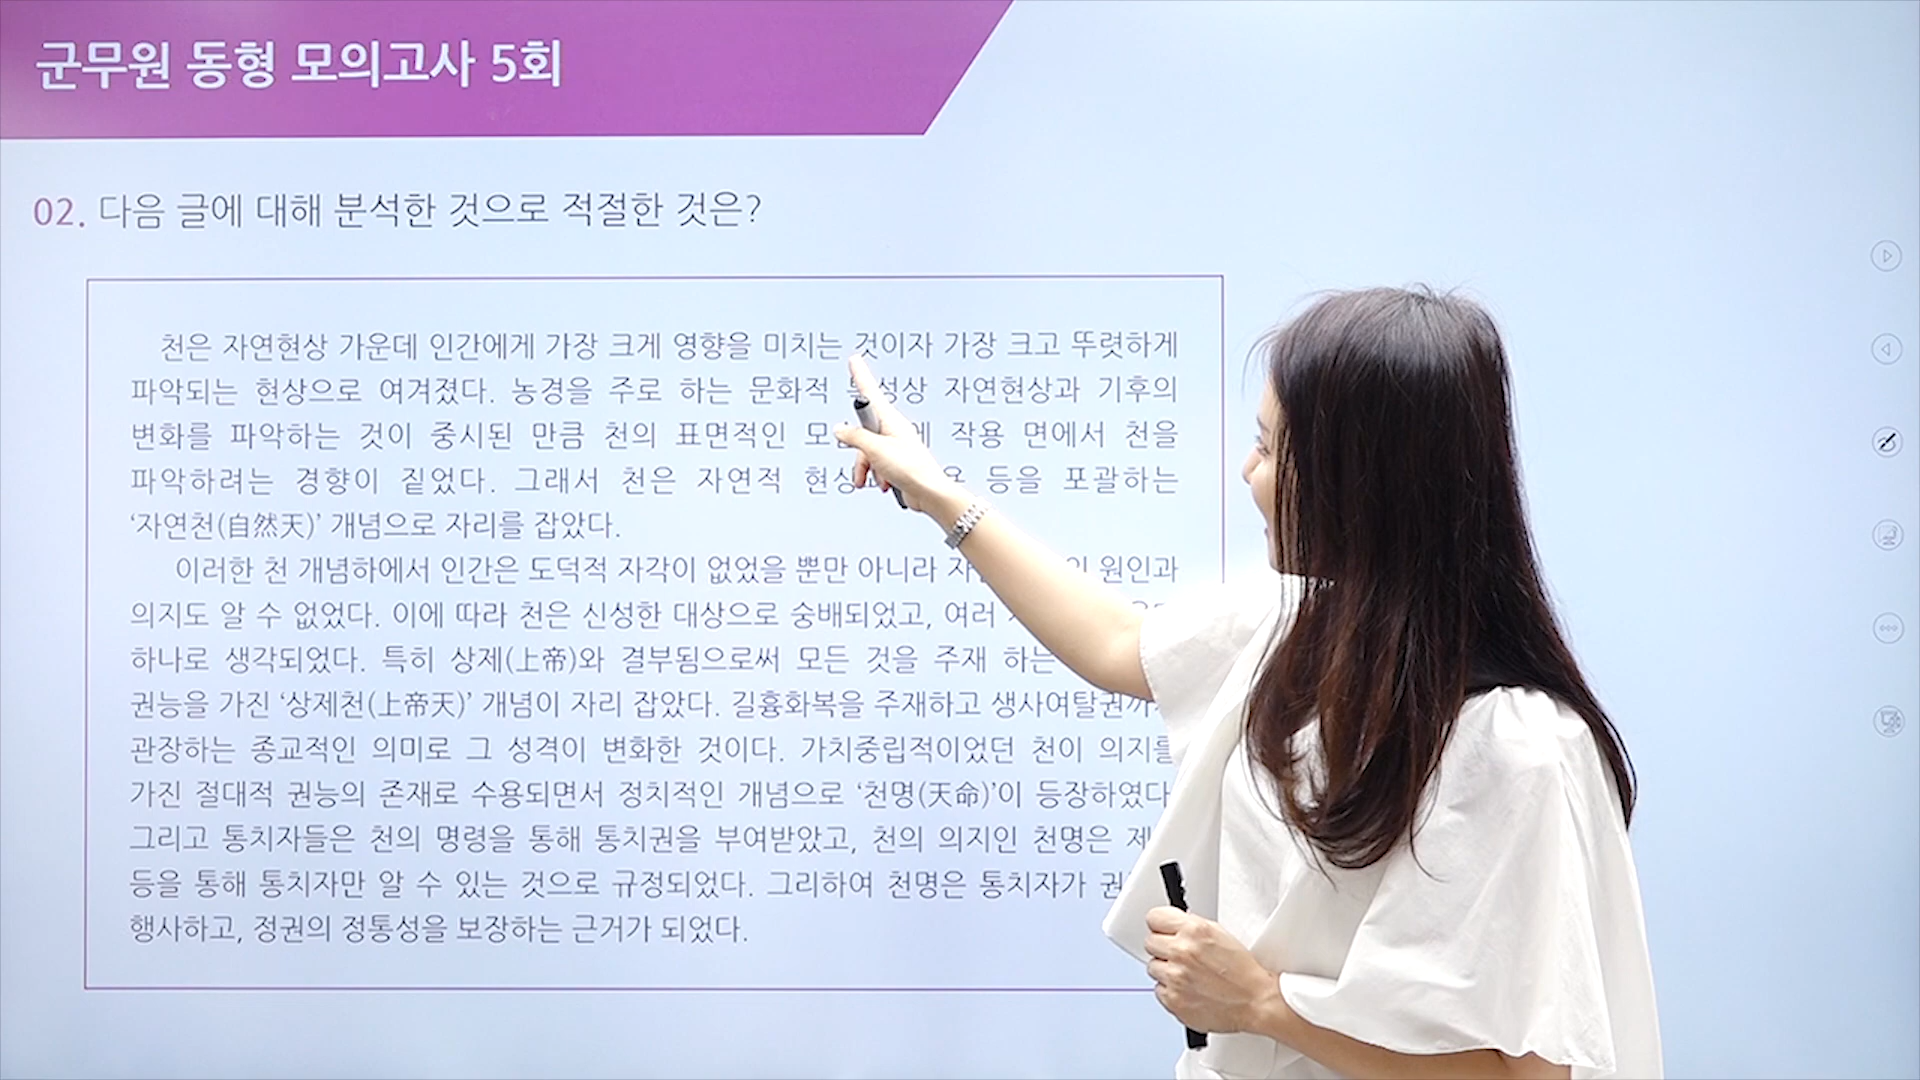 군무원 동형 모의고사 5회
02. 다음 글에 대해 분석한 것으로 적절한 것은?
천은 자연현상 가운데 인간에게 가장 크게 영향을 미치는 것이자 가장 크고 뚜렷하게
파악되는 현상으로 여겨졌다. 농경을 주로 하는 문화적 특성상 자연현상과 기후의
변화를 파악하는 것이 중시된 만큼 천의 표면적인 작용 면에서 천을
파악하려는 경향이 짙었다. 그래서 천은 자연적 등을 포괄하는
‘자연천(自然天)’ 개념으로 자리를 잡았다.
이러한 천 개념하에서 인간은 도덕적 자각이 없었을 뿐만 아니라 원인과
의지도 알 수 없었다. 이에 따라 천은 신성한 대상으로 숭배되었고, 여러
하나로 생각되었다. 특히 상제(上帝)와 결부됨으로써 모든 것을 주재 하는
권능을 가진 ‘상제천(上帝天)’ 개념이 자리 잡았다. 길흉화복을 주재하고
관장하는 종교적인 의미로 그 성격이 변화한 것이다. 가치중립적이었던 천이 의지를
가진 절대적 권능의 존재로 수용되면서 정치적인 개념으로 ‘천명(天命)’이 등장하였다
그리고 통치자들은 천의 명령을 통해 통치권을 부여받았고, 천의 의지인 천명은
등을 통해 통치자만 알 수 있는 것으로 규정되었다. 그리하여 천명은 통치자가
행사하고, 정권의 정통성을 보장하는 근거가 되었다.